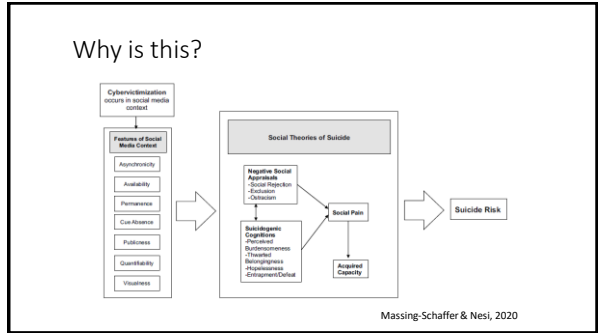 Why is this?
Cybervictimization
occurs in social media
context
Features of Social
Media Context
Asynchronicity
Availability
Permanence
Cue Absence
Publicness
Quantifiability
Visualness
Social Theories of Suicide
Negative Social
Appraisals
-Social Rejection
-Exclusion
-Ostracism
Suicidegenic
Cognitions
-Perceived
Burdensomeness
-Thwarted
Belongingness
-Hopelessness
-Entrapment/Defeat
Social Pain
Acquired
Capacity
Suicide Risk
Massing-Schaffer & Nesi, 2020